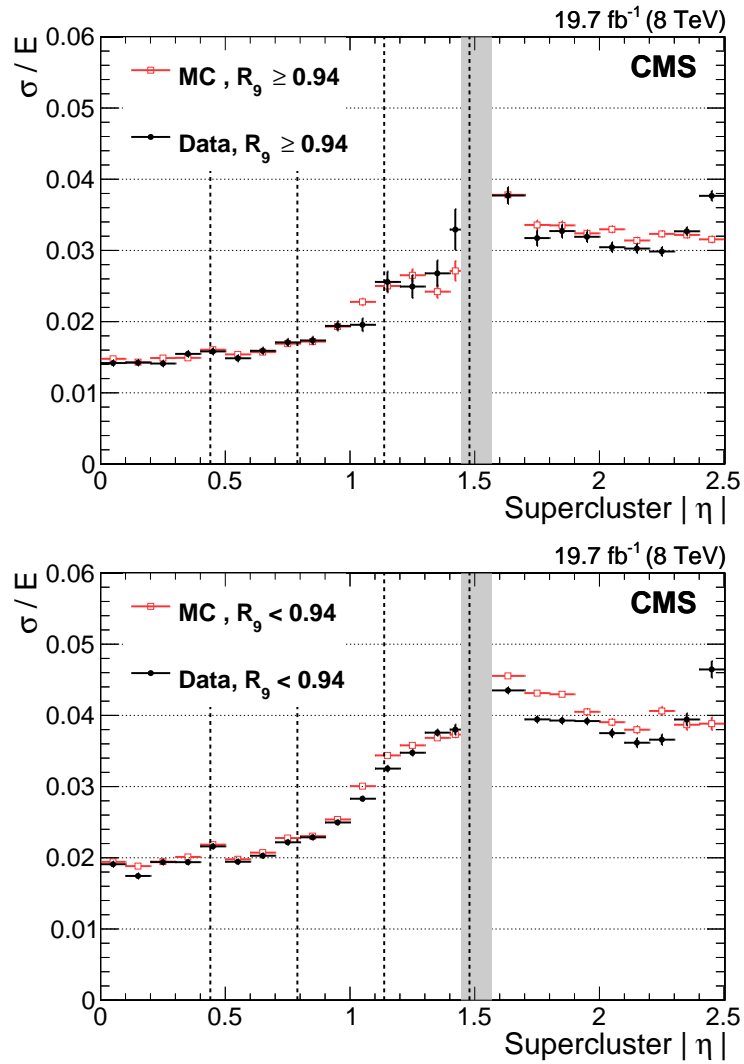 19.7 fb⁻¹ (8 TeV)
σ / E
0.06
CMS
MC , R₉ ≥ 0.94
0.05
Data, R₉ ≥ 0.94
0.04
0.03
0.02
0.01
0
0 0.5 1 1.5 2 2.5
Supercluster | η |
19.7 fb⁻¹ (8 TeV)
σ / E
0.06
CMS
MC , R₉ < 0.94
0.05
Data, R₉ < 0.94
0.04
0.03
0.02
0.01
0
0 0.5 1 1.5 2 2.5
Supercluster | η |